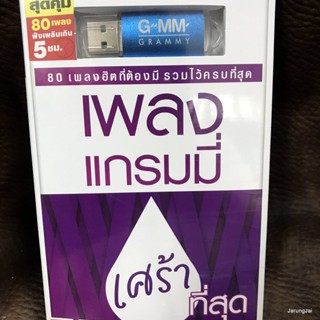 สุดคุ้ม
80 เพลง
ฟังเพลินเกิน
5 ชม.
GMM
GRAMMY
80 เพลงฮิตที่ต้องมี รวมไว้ครบที่สุด
เพลง
แกรมมี่
เศร้า
ที่สุด
JarungJai